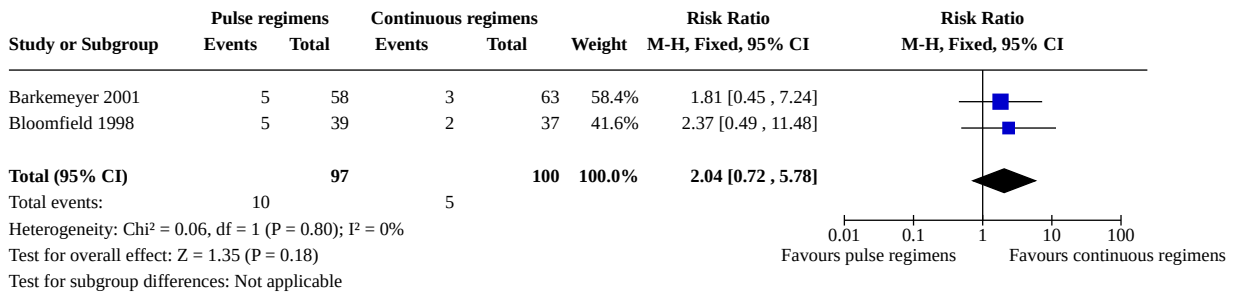 Pulse regimens Continuous regimens Risk Ratio Risk Ratio
Study or Subgroup Events Total Events Total Weight M-H, Fixed, 95% CI M-H, Fixed, 95% CI
Barkemeyer 2001 5 58 3 63 58.4% 1.81 [0.45 , 7.24]
Bloomfield 1998 5 39 2 37 41.6% 2.37 [0.49 , 11.48]
Total (95% CI) 97 100 100.0% 2.04 [0.72 , 5.78]
Total events: 10 5
Heterogeneity: Chi² = 0.06, df = 1 (P = 0.80); I² = 0%
0.01 0.1 1 10 100
Test for overall effect: Z = 1.35 (P = 0.18) Favours pulse regimens Favours continuous regimens
Test for subgroup differences: Not applicable